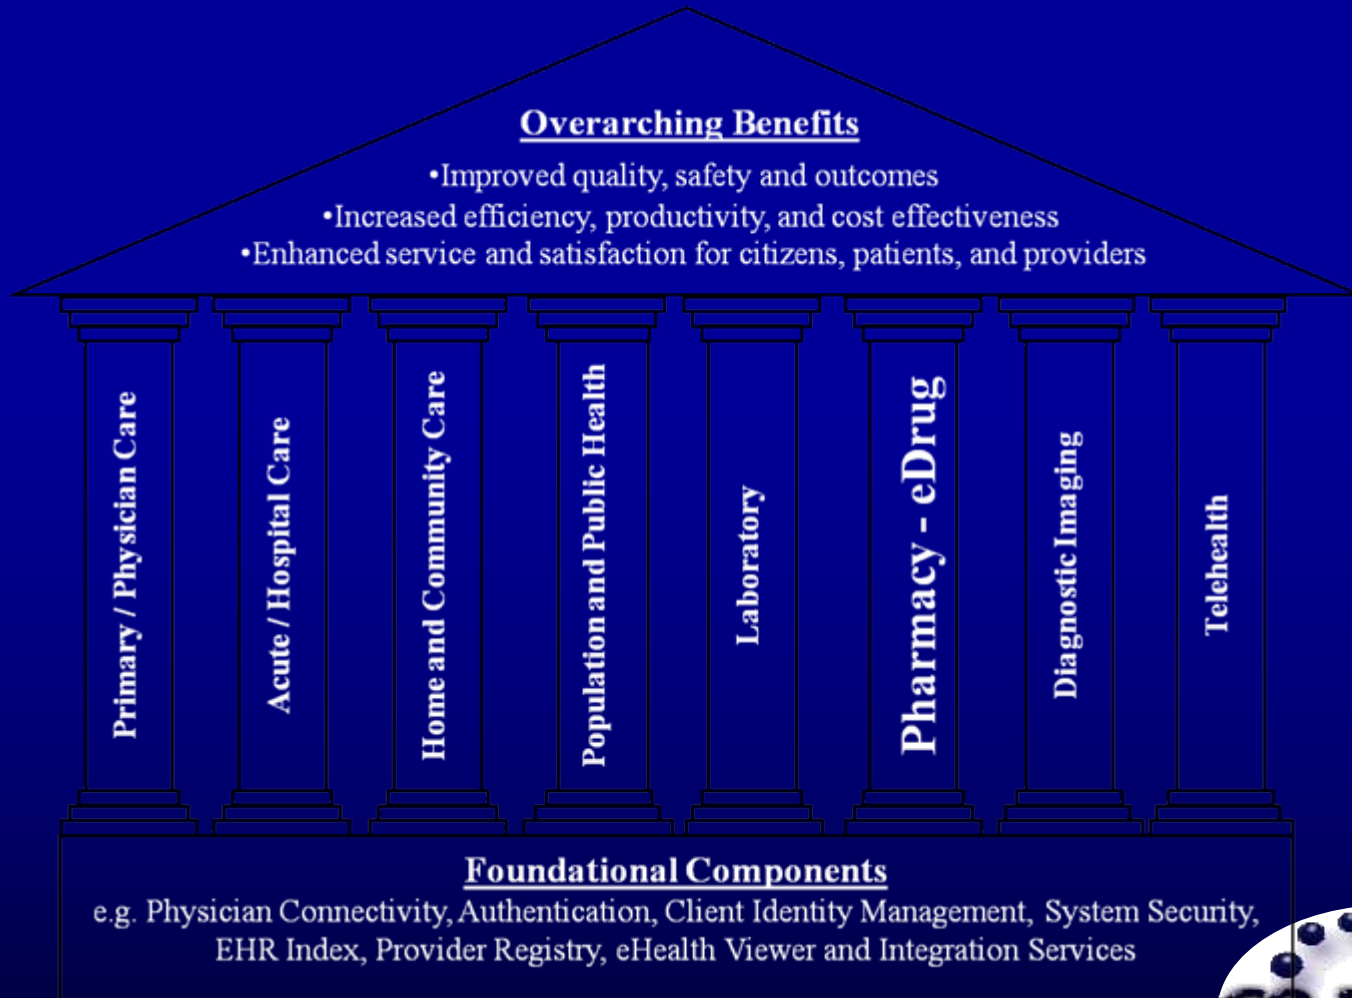 Overarching Benefits
•Improved quality, safety and outcomes
•Increased efficiency, productivity, and cost effectiveness
•Enhanced service and satisfaction for citizens, patients, and providers
Primary / Physician Care
Acute / Hospital Care
Home and Community Care
Population and Public Health
Laboratory
Pharmacy - eDrug
Diagnostic Imaging
Telehealth
Foundational Components
e.g. Physician Connectivity, Authentication, Client Identity Management, System Security,
EHR Index, Provider Registry, eHealth Viewer and Integration Services